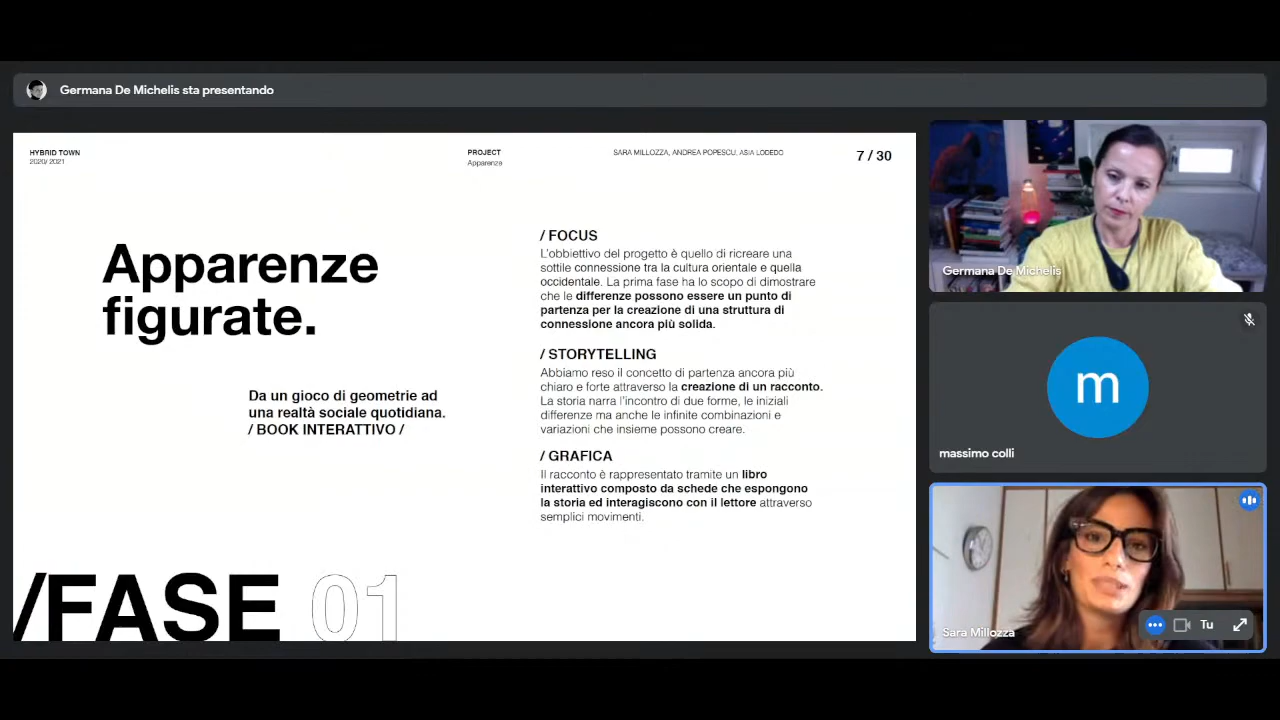 Germana De Michelis sta presentando
HYBRID TOWN
2020/ 2021
PROJECT
Apparenze
SARA MILLOZZA, ANDREA POPESCU, ASIA LODEDO
7 / 30
Apparenze
figurate.
Da un gioco di geometrie ad
una realtà sociale quotidiana.
/ BOOK INTERATTIVO /
/ FOCUS
L'obbiettivo del progetto è quello di ricreare una
sottile connessione tra la cultura orientale e quella
occidentale. La prima fase ha lo scopo di dimostrare
che le differenze possono essere un punto di
partenza per la creazione di una struttura di
connessione ancora più solida.
/ STORYTELLING
Abbiamo reso il concetto di partenza ancora più
chiaro e forte attraverso la creazione di un racconto.
La storia narra l'incontro di due forme, le iniziali
differenze ma anche le infinite combinazioni e
variazioni che insieme possono creare.
/ GRAFICA
Il racconto è rappresentato tramite un libro
interattivo composto da schede che espongono
la storia ed interagiscono con il lettore attraverso
semplici movimenti.
/FASE 01
Germana De Michelis
m
massimo colli
Sara Millozza
Tu